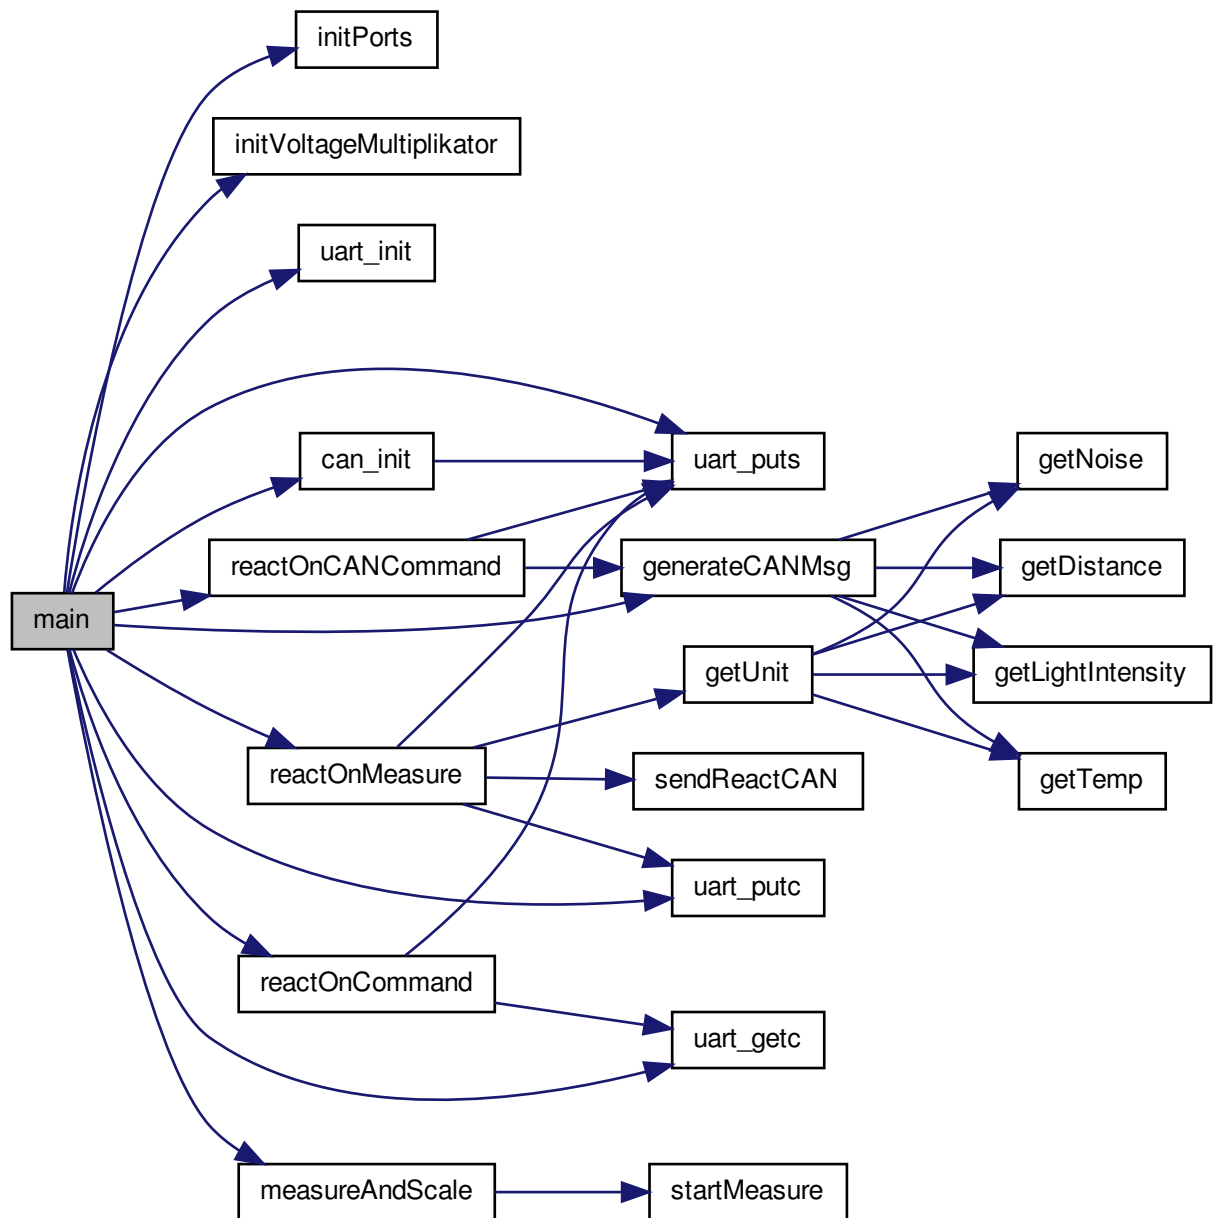 initPorts
initVoltageMultiplikator
uart_init
can_init
uart_puts
getNoise
reactOnCANCommand
generateCANMsg
getDistance
main
getUnit
getLightIntensity
reactOnMeasure
sendReactCAN
getTemp
uart_putc
reactOnCommand
uart_getc
measureAndScale
startMeasure